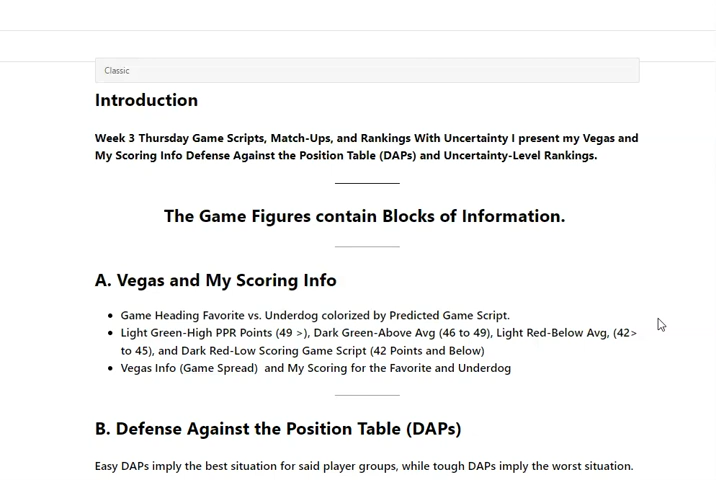 Classic
Introduction
Week 3 Thursday Game Scripts, Match-Ups, and Rankings With Uncertainty I present my Vegas and
My Scoring Info Defense Against the Position Table (DAPs) and Uncertainty-Level Rankings.
The Game Figures contain Blocks of Information.
A. Vegas and My Scoring Info
• Game Heading Favorite vs. Underdog colorized by Predicted Game Script.
• Light Green-High PPR Points (49 >), Dark Green-Above Avg (46 to 49), Light Red-Below Avg, (42>
to 45), and Dark Red-Low Scoring Game Script (42 Points and Below)
• Vegas Info (Game Spread)  and My Scoring for the Favorite and Underdog
B. Defense Against the Position Table (DAPs)
Easy DAPs imply the best situation for said player groups, while tough DAPs imply the worst situation.